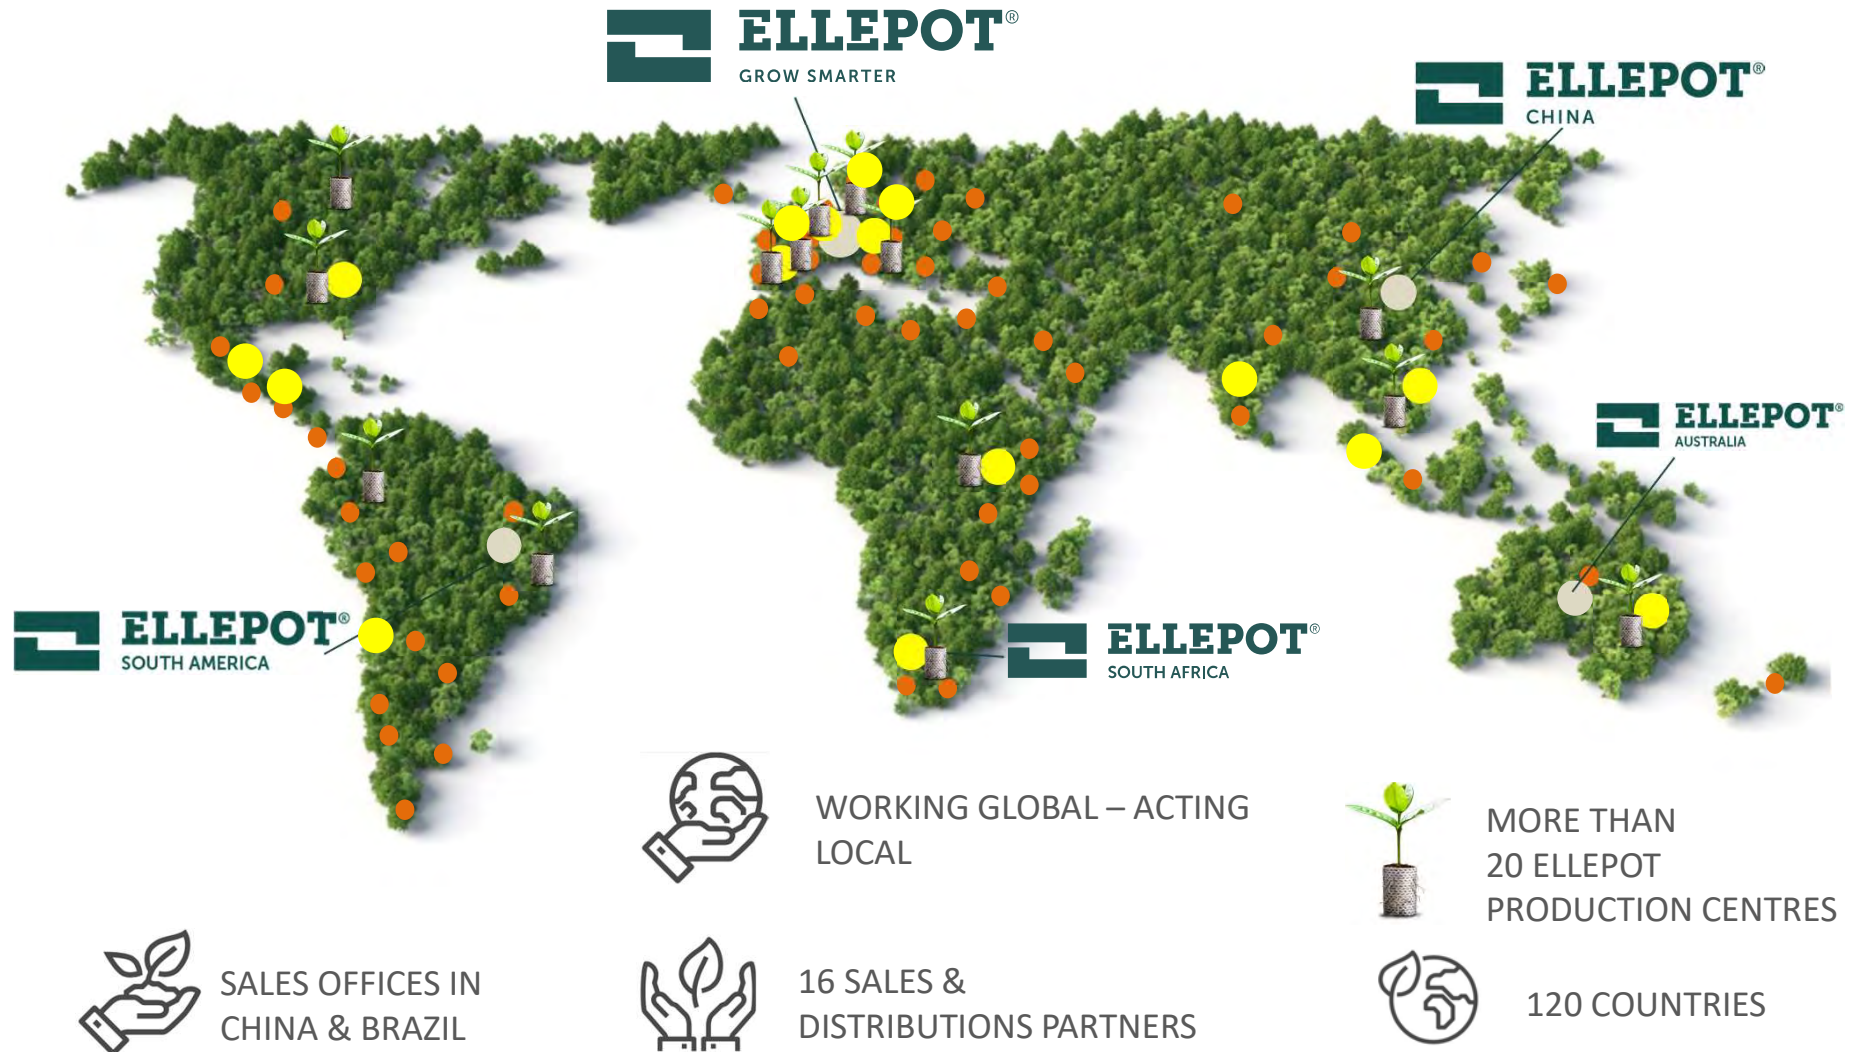 ELLEPOT®
GROW SMARTER
ELLEPOT®
CHINA
ELLEPOT®
AUSTRALIA
ELLEPOT®
SOUTH AMERICA
ELLEPOT®
SOUTH AFRICA
WORKING GLOBAL – ACTING
LOCAL
MORE THAN
20 ELLEPOT
PRODUCTION CENTRES
SALES OFFICES IN
CHINA & BRAZIL
16 SALES &
DISTRIBUTIONS PARTNERS
120 COUNTRIES